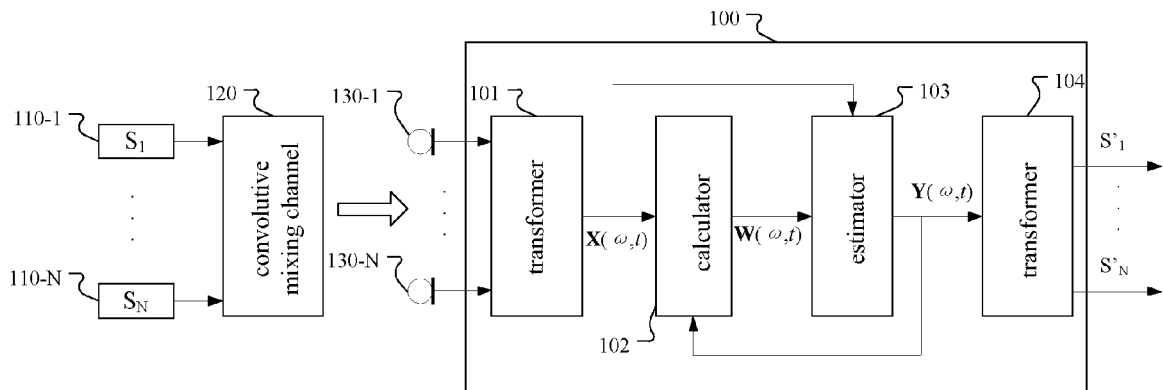 100
120
130-1
101
103
104
110-1
S1
S'1
convolutive
mixing channel
transformer
calculator
estimator
transformer
X(ω,t)
W(ω,t)
Y(ω,t)
110-N
SN
130-N
102
S'N